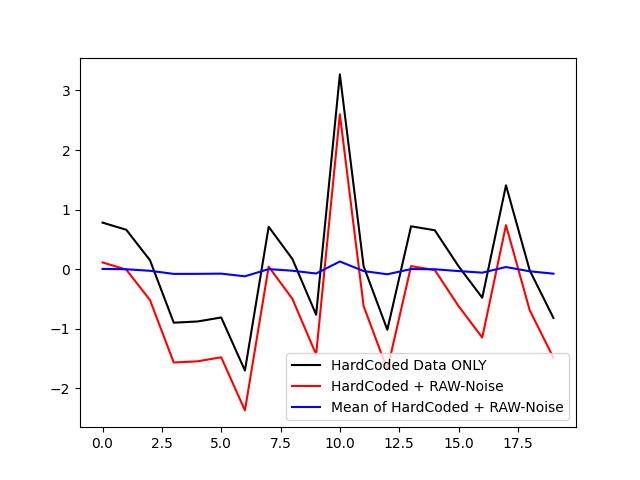 3
2
1
0
−1
−2
0.0 2.5 5.0 7.5 10.0 12.5 15.0 17.5
HardCoded Data ONLY
HardCoded + RAW-Noise
Mean of HardCoded + RAW-Noise